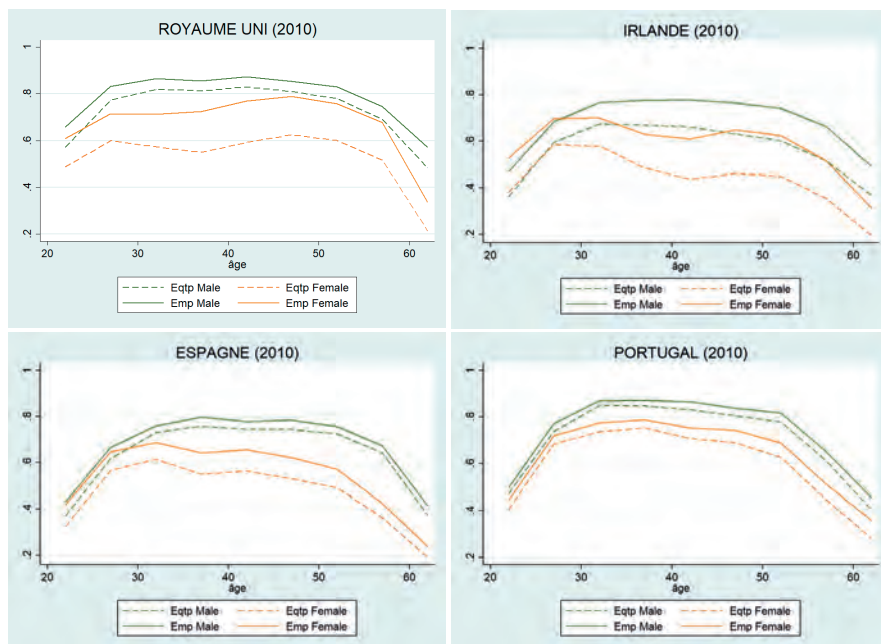 ROYAUME UNI (2010)
1
.8
.6
.4
.2
20 30 40 50 60
âge
Eqtp Male Eqtp Female
Emp Male Emp Female
IRLANDE (2010)
1
.8
.6
.4
.2
20 30 40 50 60
âge
Eqtp Male Eqtp Female
Emp Male Emp Female
ESPAGNE (2010)
1
.8
.6
.4
.2
20 30 40 50 60
âge
Eqtp Male Eqtp Female
Emp Male Emp Female
PORTUGAL (2010)
1
.8
.6
.4
.2
20 30 40 50 60
âge
Eqtp Male Eqtp Female
Emp Male Emp Female